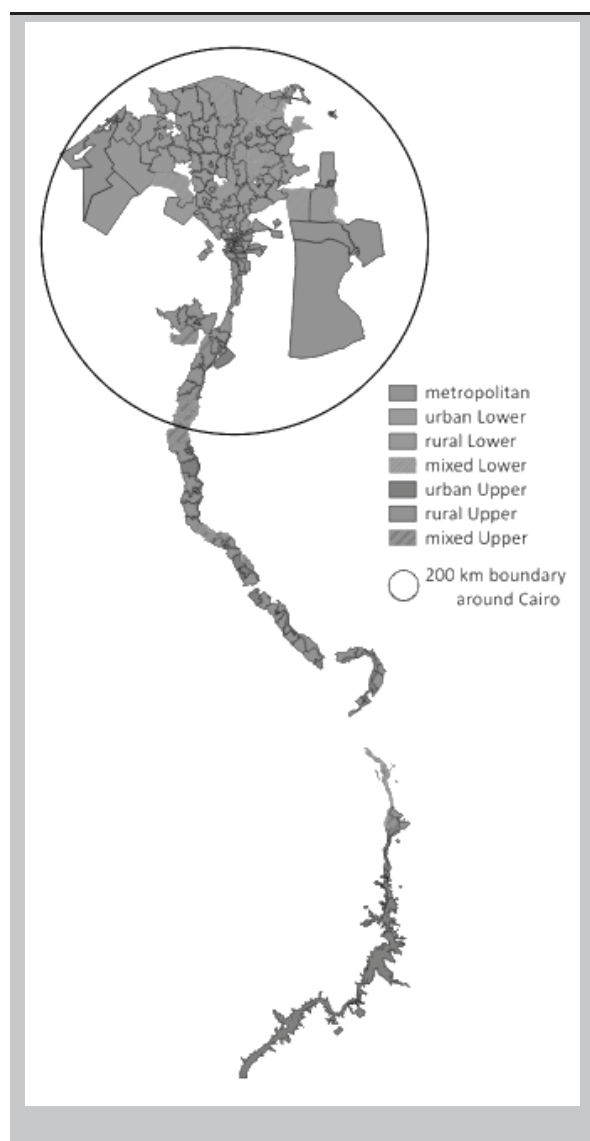 metropolitan
urban Lower
rural Lower
mixed Lower
urban Upper
rural Upper
mixed Upper
200 km boundary
around Cairo